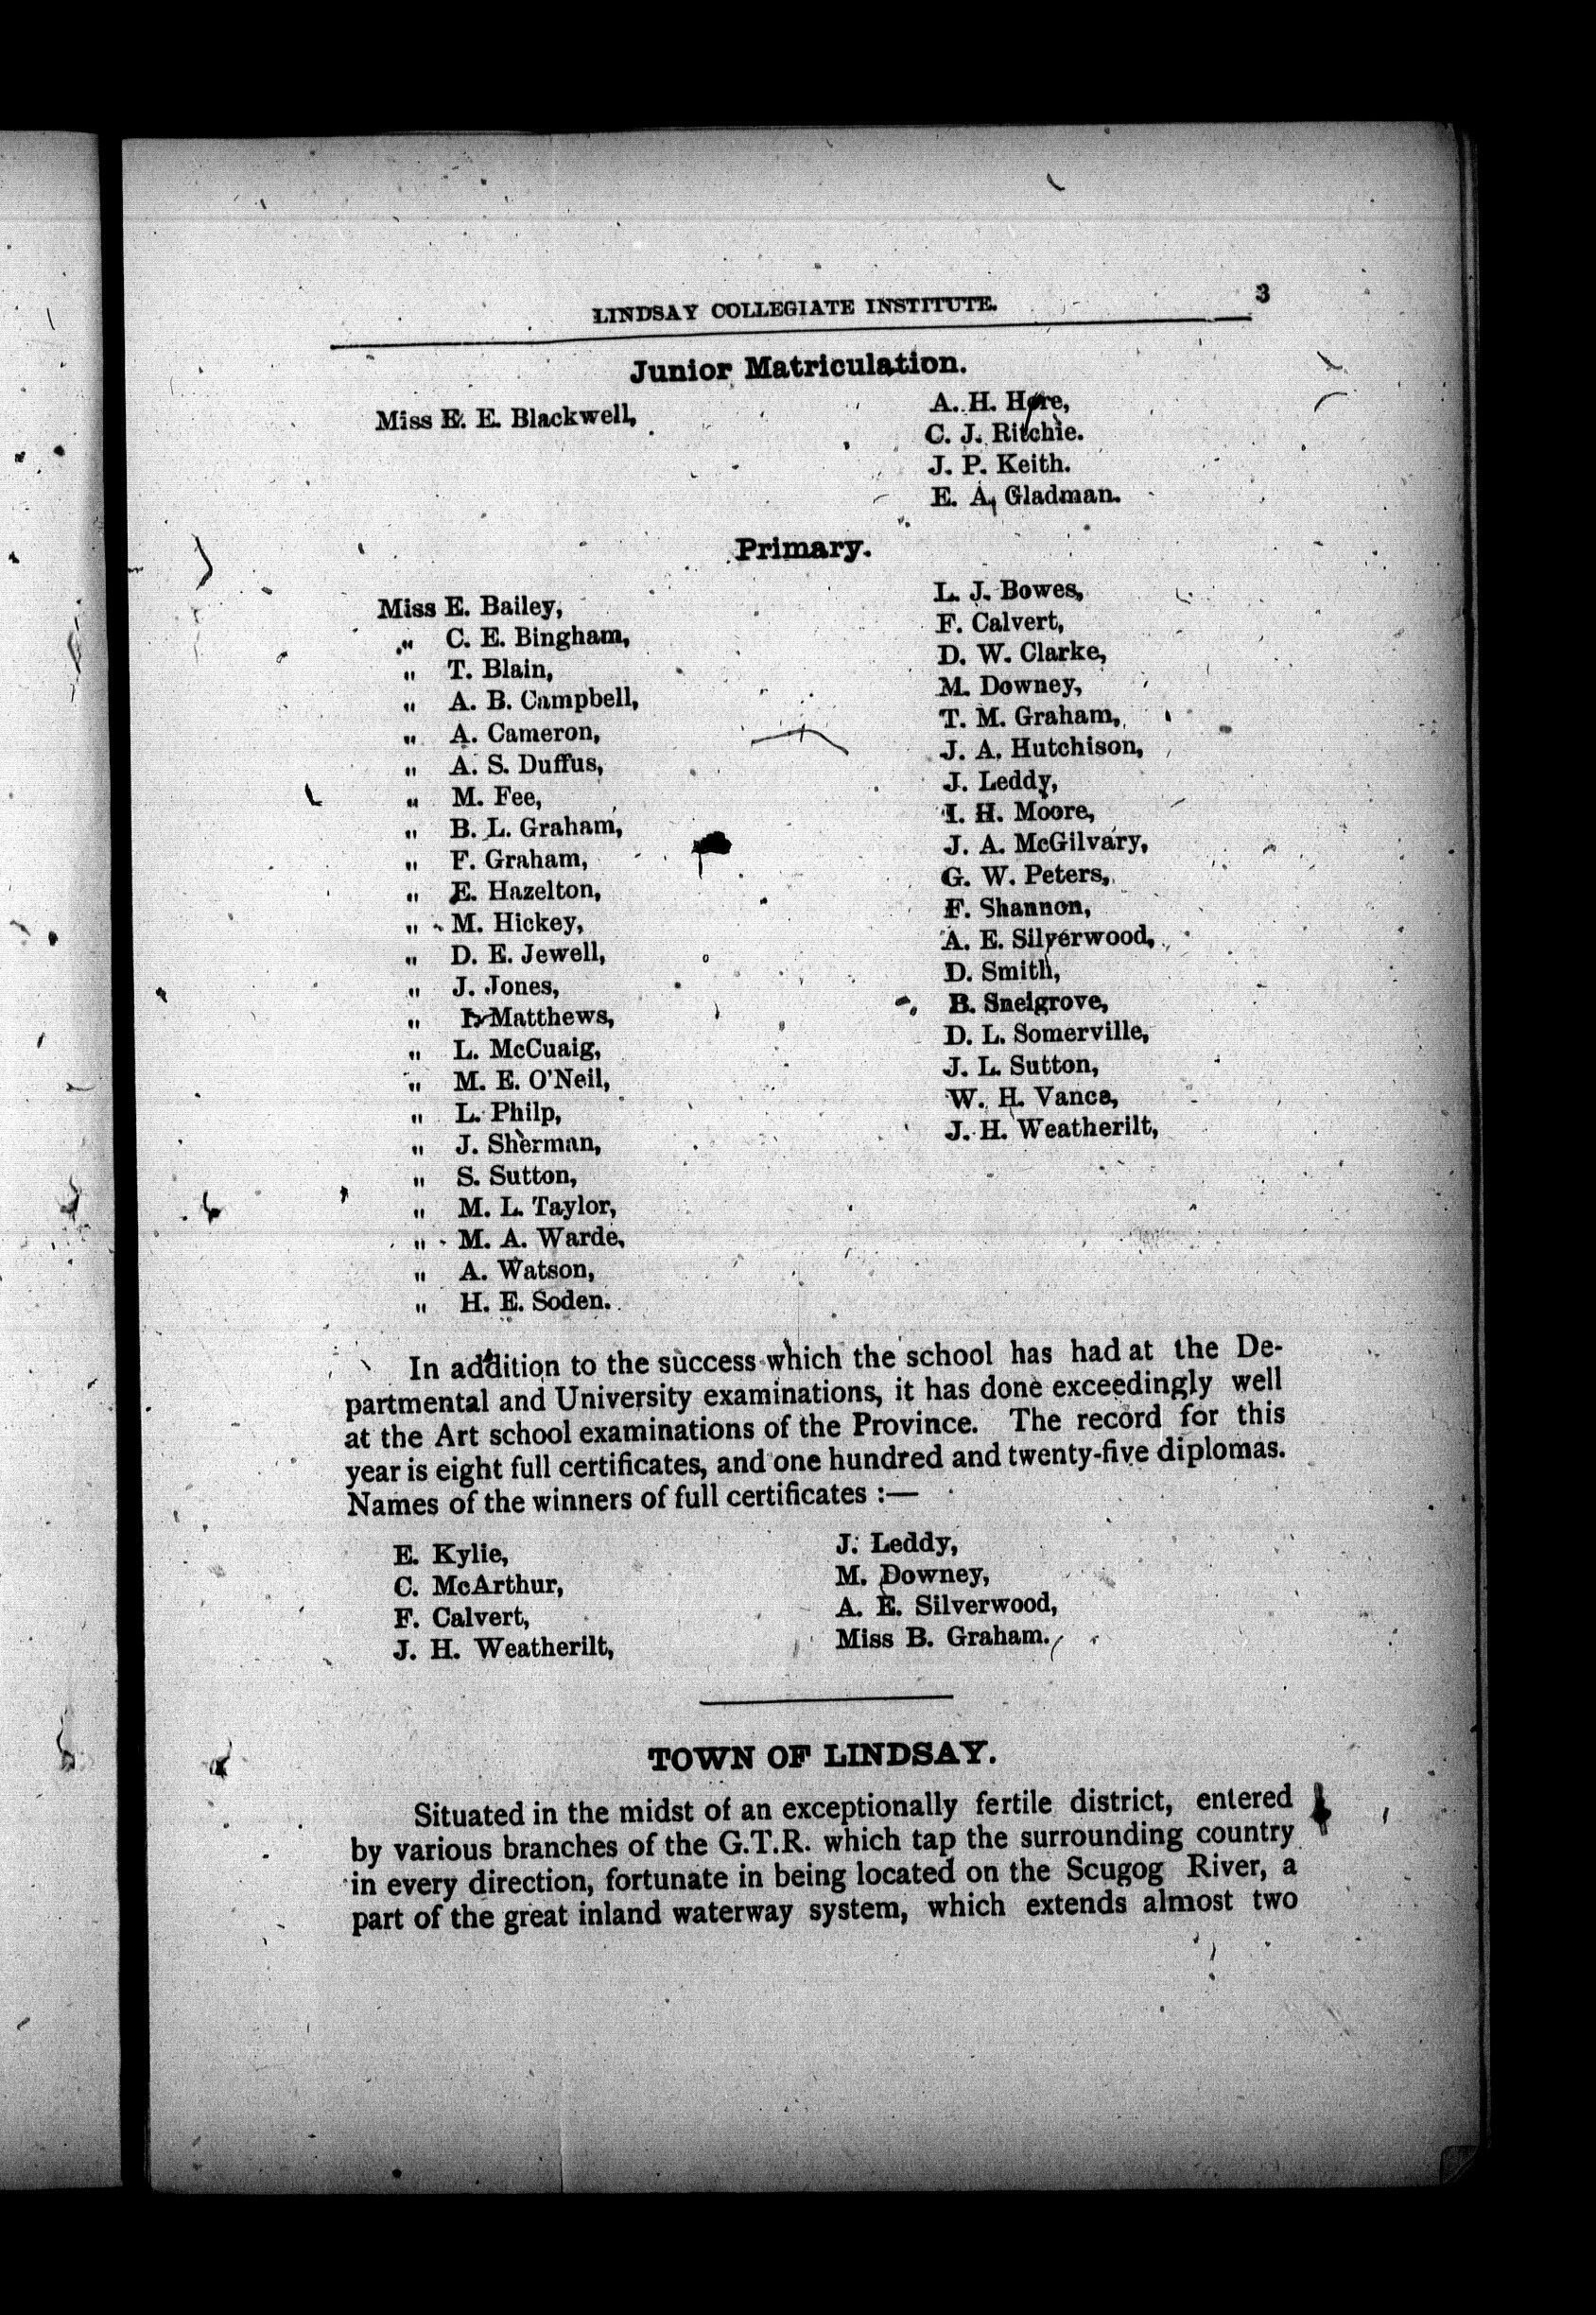 LINDSAY COLLEGIATE INSTITUTE. 3
Junior Matriculation.
Miss E. E. Blackwell,
A. H. Hore,
C. J. Ritchie.
J. P. Keith.
E. A. Gladman.
Primary.
Miss E. Bailey,
" C. E. Bingham,
" T. Blain,
" A. B. Campbell,
" A. Cameron,
" A. S. Duffus,
" M. Fee,
" B. L. Graham,
" F. Graham,
" E. Hazelton,
" M. Hickey,
" D. E. Jewell,
" J. Jones,
" Matthews,
" L. McCuaig,
" M. E. O'Neil,
" L. Philp,
" J. Sherman,
" S. Sutton,
" M. L. Taylor,
" M. A. Warde,
" A. Watson,
" H. E. Soden.
L. J. Bowes,
F. Calvert,
D. W. Clarke,
M. Downey,
T. M. Graham,
J. A. Hutchison,
J. Leddy,
I. H. Moore,
J. A. McGilvary,
G. W. Peters,
F. Shannon,
A. E. Silverwood,
D. Smith,
B. Snelgrove,
D. L. Somerville,
J. L. Sutton,
W. H. Vance,
J. H. Weatherilt,
In addition to the success which the school has had at the De-
partmental and University examinations, it has done exceedingly well
at the Art school examinations of the Province. The record for this
year is eight full certificates, and one hundred and twenty-five diplomas.
Names of the winners of full certificates :—
E. Kylie,
C. McArthur,
F. Calvert,
J. H. Weatherilt,
J. Leddy,
M. Downey,
A. E. Silverwood,
Miss B. Graham.
TOWN OF LINDSAY.
Situated in the midst of an exceptionally fertile district, entered
by various branches of the G.T.R. which tap the surrounding country
in every direction, fortunate in being located on the Scugog River, a
part of the great inland waterway system, which extends almost two